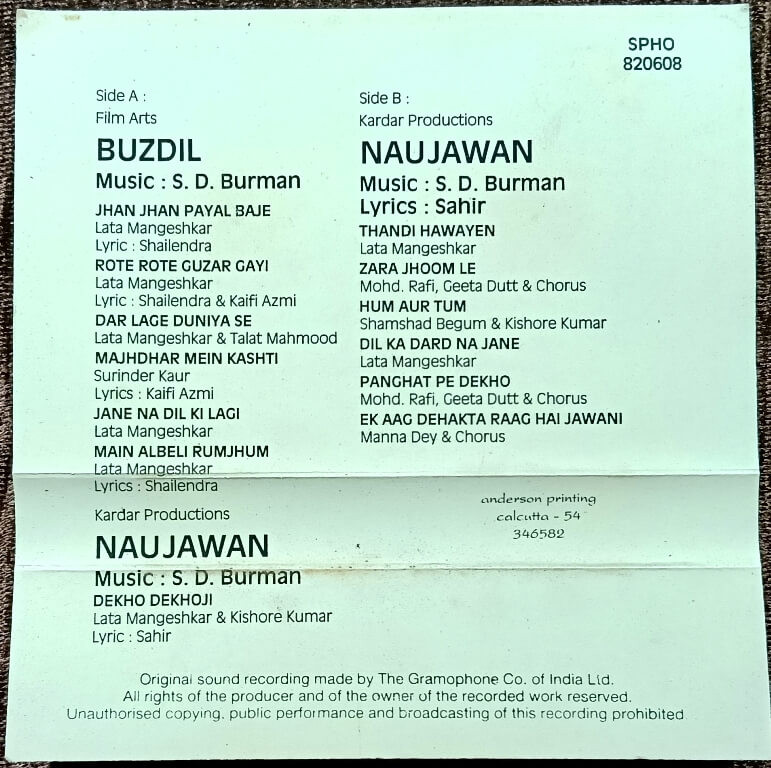 SPHO
820608
Side A :
Film Arts
BUZDIL
Music : S. D. Burman
JHAN JHAN PAYAL BAJE
Lata Mangeshkar
Lyric : Shailendra
ROTE ROTE GUZAR GAYI
Lata Mangeshkar
Lyric : Shailendra & Kaifi Azmi
DAR LAGE DUNIYA SE
Lata Mangeshkar & Talat Mahmood
MAJHDHAR MEIN KASHTI
Surinder Kaur
Lyrics : Kaifi Azmi
JANE NA DIL KI LAGI
Lata Mangeshkar
MAIN ALBELI RUMJHUM
Lata Mangeshkar
Lyrics : Shailendra
Kardar Productions
NAUJAWAN
Music : S. D. Burman
DEKHO DEKHOJI
Lata Mangeshkar & Kishore Kumar
Lyric : Sahir
Side B :
Kardar Productions
NAUJAWAN
Music : S. D. Burman
Lyrics : Sahir
THANDI HAWAYEN
Lata Mangeshkar
ZARA JHOOM LE
Mohd. Rafi, Geeta Dutt & Chorus
HUM AUR TUM
Shamshad Begum & Kishore Kumar
DIL KA DARD NA JANE
Lata Mangeshkar
PANGHAT PE DEKHO
Mohd. Rafi, Geeta Dutt & Chorus
EK AAG DEHAKTA RAAG HAI JAWANI
Manna Dey & Chorus
anderson printing
calcutta - 54
346582
Original sound recording made by The Gramophone Co. of India Ltd.
All rights of the producer and of the owner of the recorded work reserved.
Unauthorised copying, public performance and broadcasting of this recording prohibited